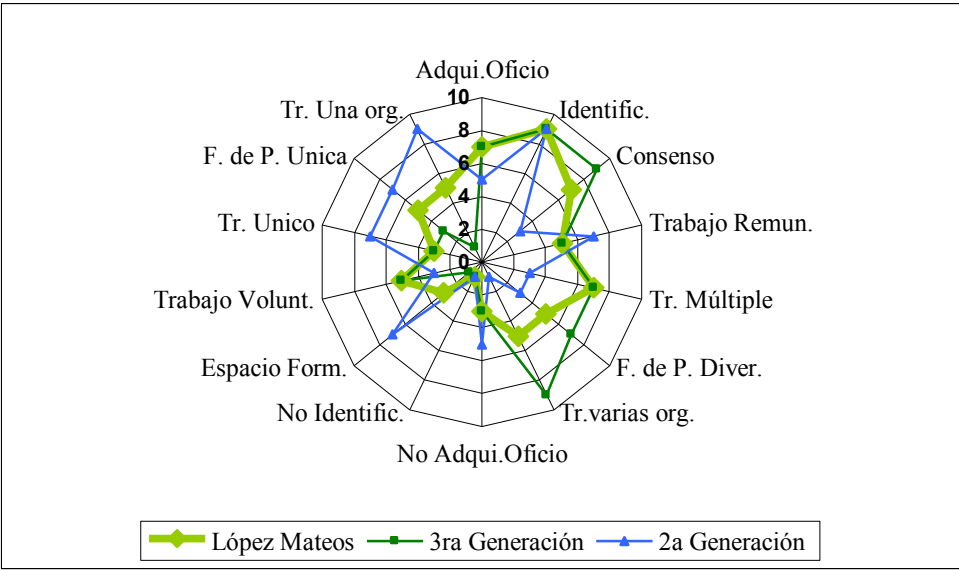 Adqui.Oficio
10
Tr. Una org.
Identific.
8
F. de P. Unica
Consenso
6
4
Tr. Unico
Trabajo Remun.
2
0
Trabajo Volunt.
Tr. Múltiple
Espacio Form.
F. de P. Diver.
No Identific.
Tr.varias org.
No Adqui.Oficio
López Mateos
3ra Generación
2a Generación